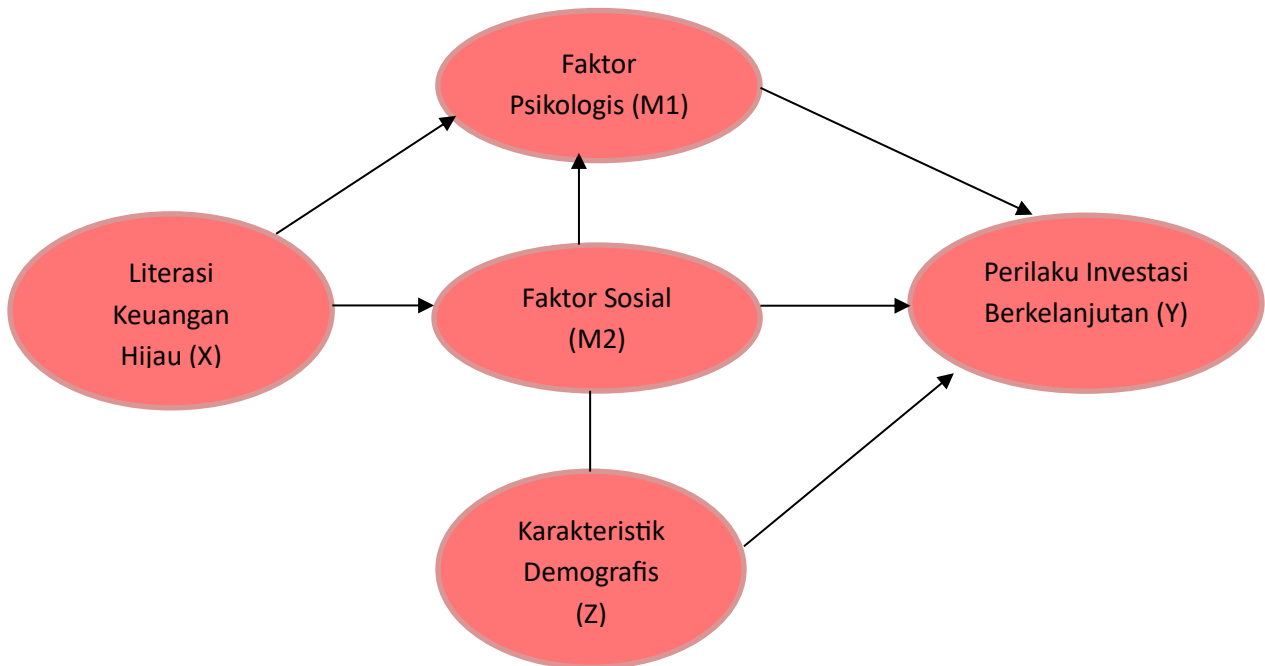 Faktor
Psikologis (M1)
Literasi
Keuangan
Hijau (X)
Faktor Sosial
(M2)
Perilaku Investasi
Berkelanjutan (Y)
Karakteristik
Demografis
(Z)